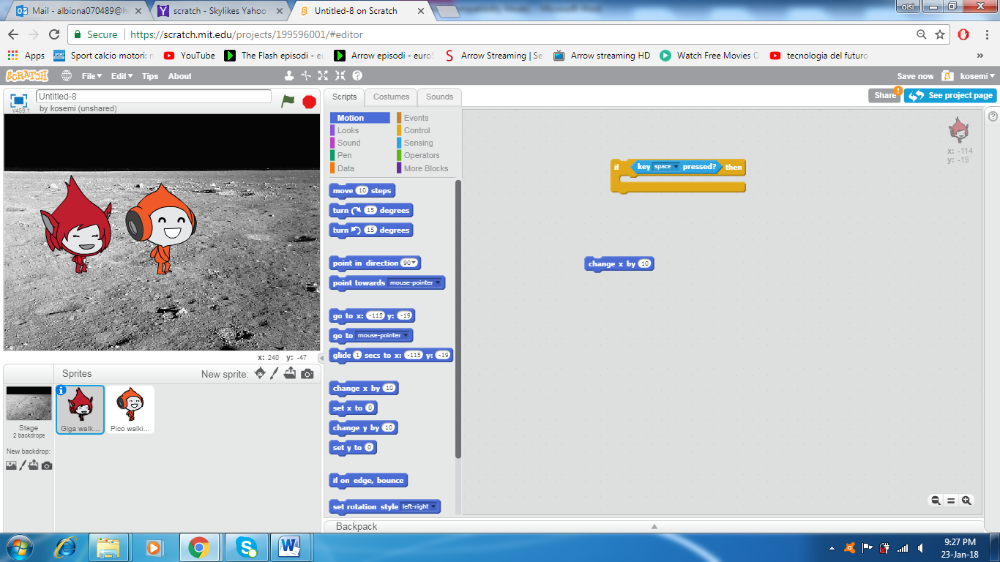 Mail - albiona070489@h
scratch - Skylikes Yahoo
Untitled-8 on Scratch
olsi
Secure
https://scratch.mit.edu/projects/199596001/#editor
Apps
Sport calcio motori: n
YouTube
The Flash episodi - eu
Arrow episodi - euroS
Arrow Streaming | Se
Arrow streaming HD
Watch Free Movies O
tecnologia del futuro
»
SCRATCH
File
Edit
Tips
About
Save now
kosemi
v459.1
Untitled-8
by kosemi (unshared)
Scripts
Costumes
Sounds
Share
See project page
Motion
Looks
Sound
Pen
Data
Events
Control
Sensing
Operators
More Blocks
move 10 steps
turn 15 degrees
turn 15 degrees
point in direction 90
point towards mouse-pointer
go to x: -115 y: -19
go to mouse-pointer
glide 1 secs to x: -115 y: -19
change x by 10
set x to 0
change y by 10
set y to 0
if on edge, bounce
set rotation style left-right
if key space pressed? then
change x by 10
x: -114
y: -19
x: 240 y: -47
Sprites
New sprite:
Stage
2 backdrops
New backdrop:
Giga walk...
Pico walki...
Backpack
9:27 PM
23-Jan-18